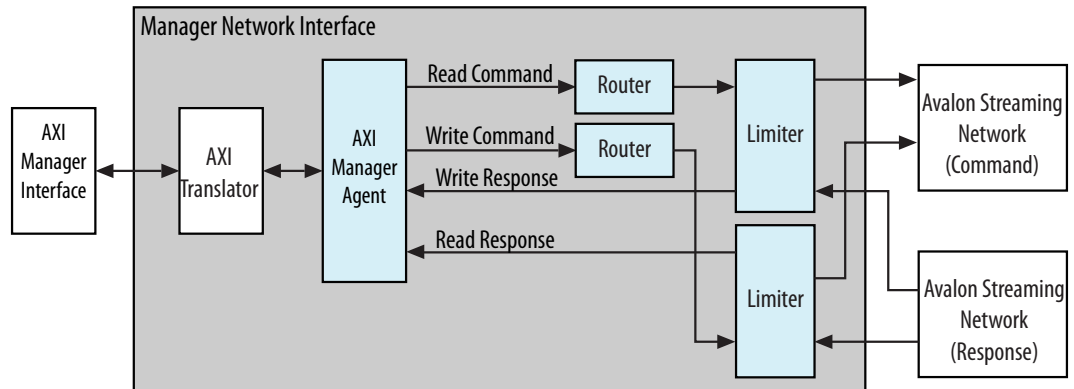 Manager Network Interface
AXI
Manager
Interface
AXI
Translator
AXI
Manager
Agent
Read Command
Write Command
Write Response
Read Response
Router
Router
Limiter
Limiter
Avalon Streaming
Network
(Command)
Avalon Streaming
Network
(Response)